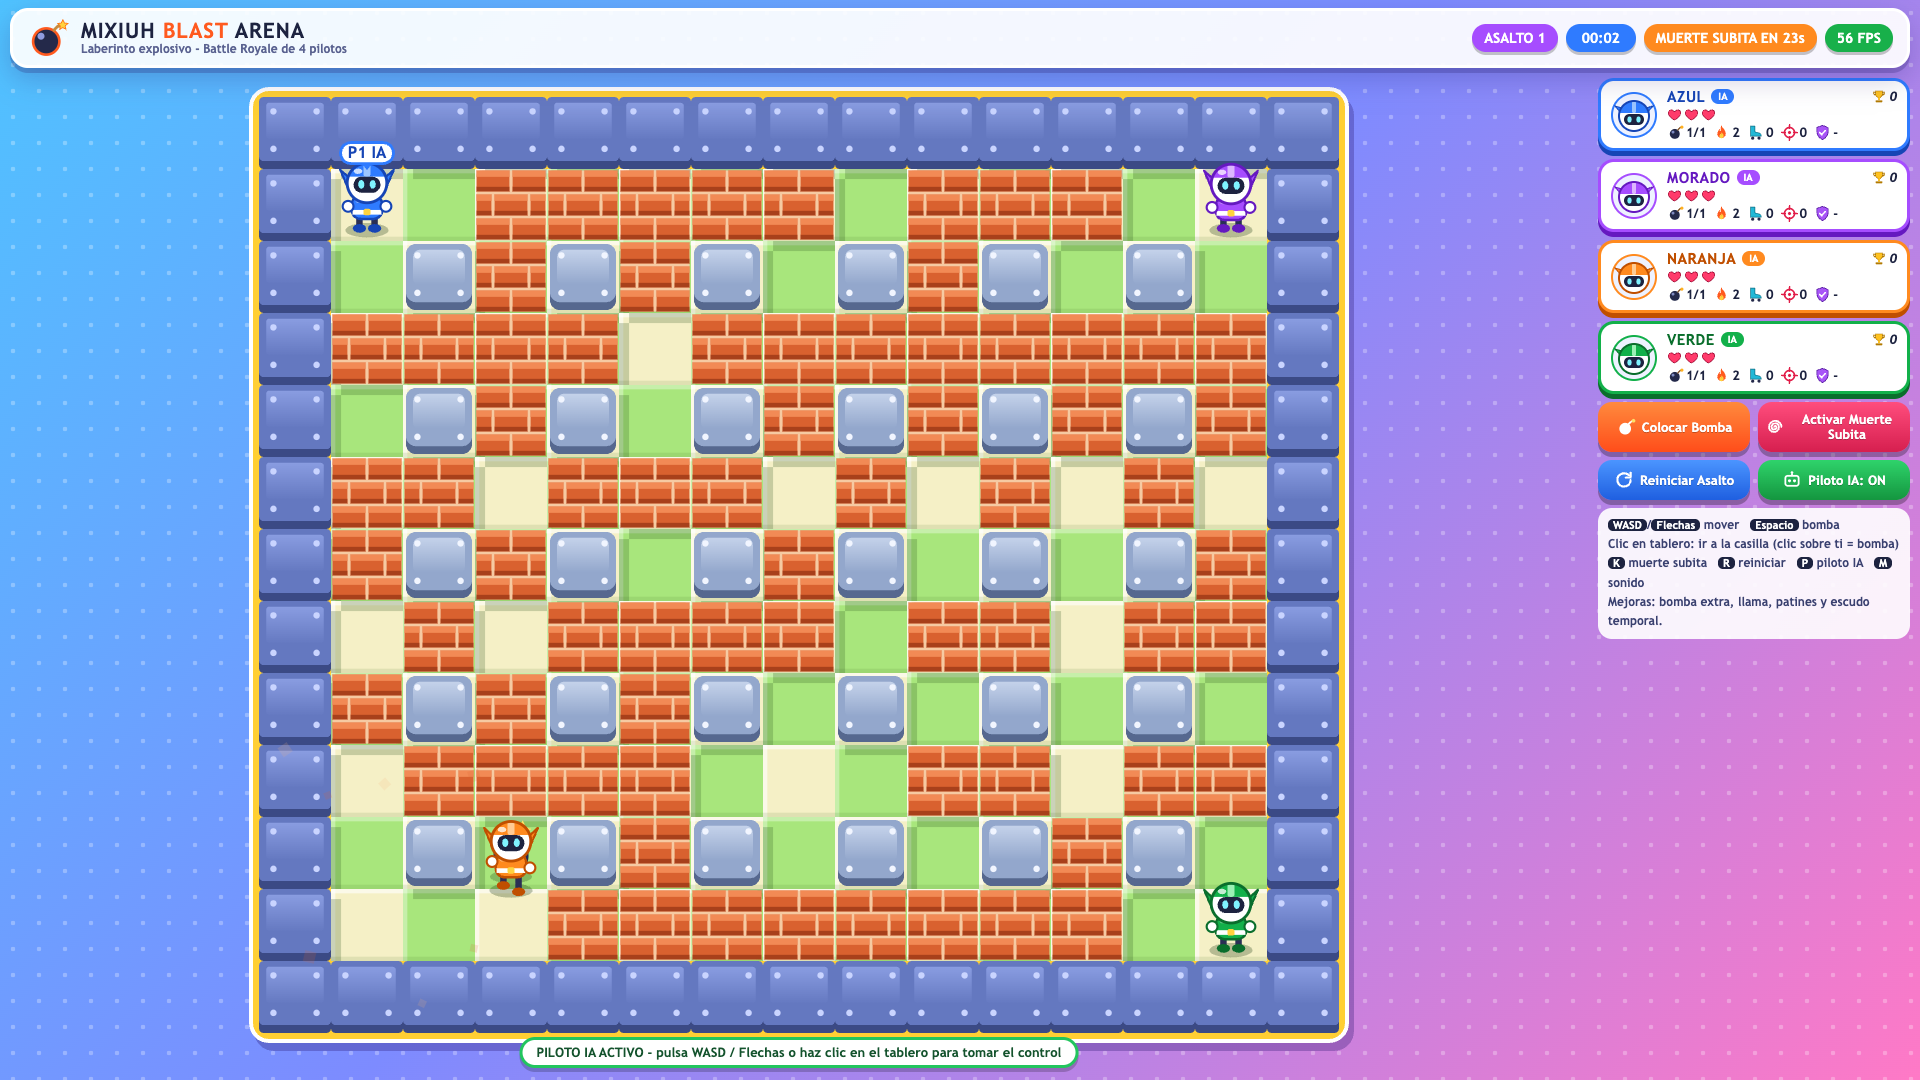 MIXIUH BLAST ARENA
Laberinto explosivo - Battle Royale de 4 pilotos
ASALTO 1
00:02
MUERTE SUBITA EN 23s
56 FPS
P1 IA
AZUL IA
0
1/1 2 0 0 -
MORADO IA
0
1/1 2 0 0 -
NARANJA IA
0
1/1 2 0 0 -
VERDE IA
0
1/1 2 0 0 -
Colocar Bomba
Activar Muerte
Subita
Reiniciar Asalto
Piloto IA: ON
WASD/Flechas mover Espacio bomba
Clic en tablero: ir a la casilla (clic sobre ti = bomba)
K muerte subita R reiniciar P piloto IA M
sonido
Mejoras: bomba extra, llama, patines y escudo
temporal.
PILOTO IA ACTIVO - pulsa WASD / Flechas o haz clic en el tablero para tomar el control